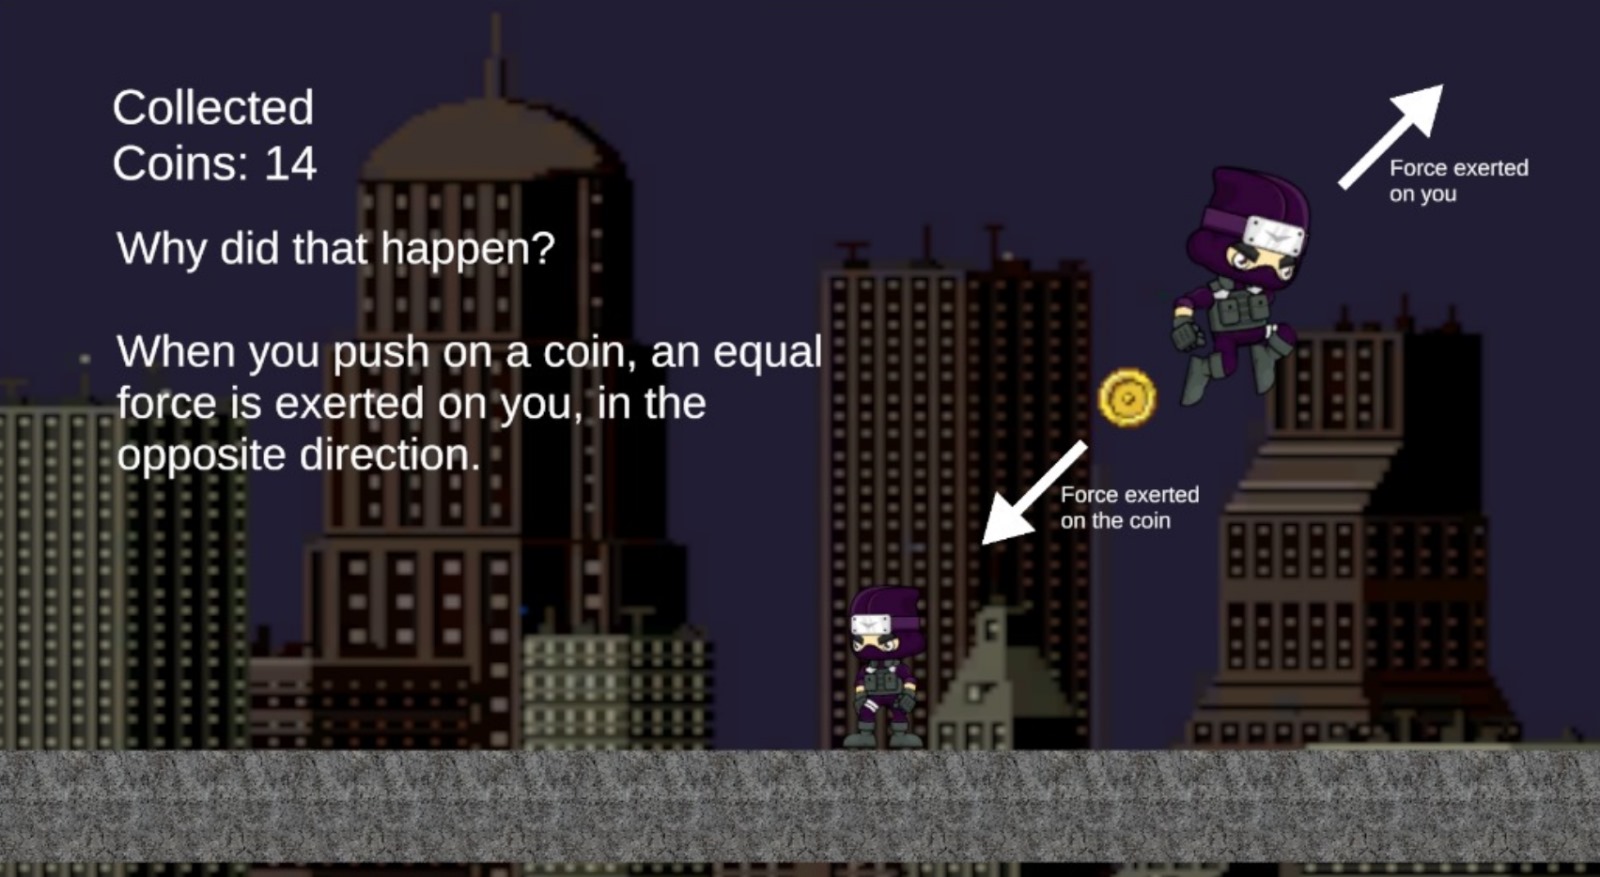 Collected
Coins: 14
Why did that happen?
When you push on a coin, an equal
force is exerted on you, in the
opposite direction.
Force exerted
on you
Force exerted
on the coin